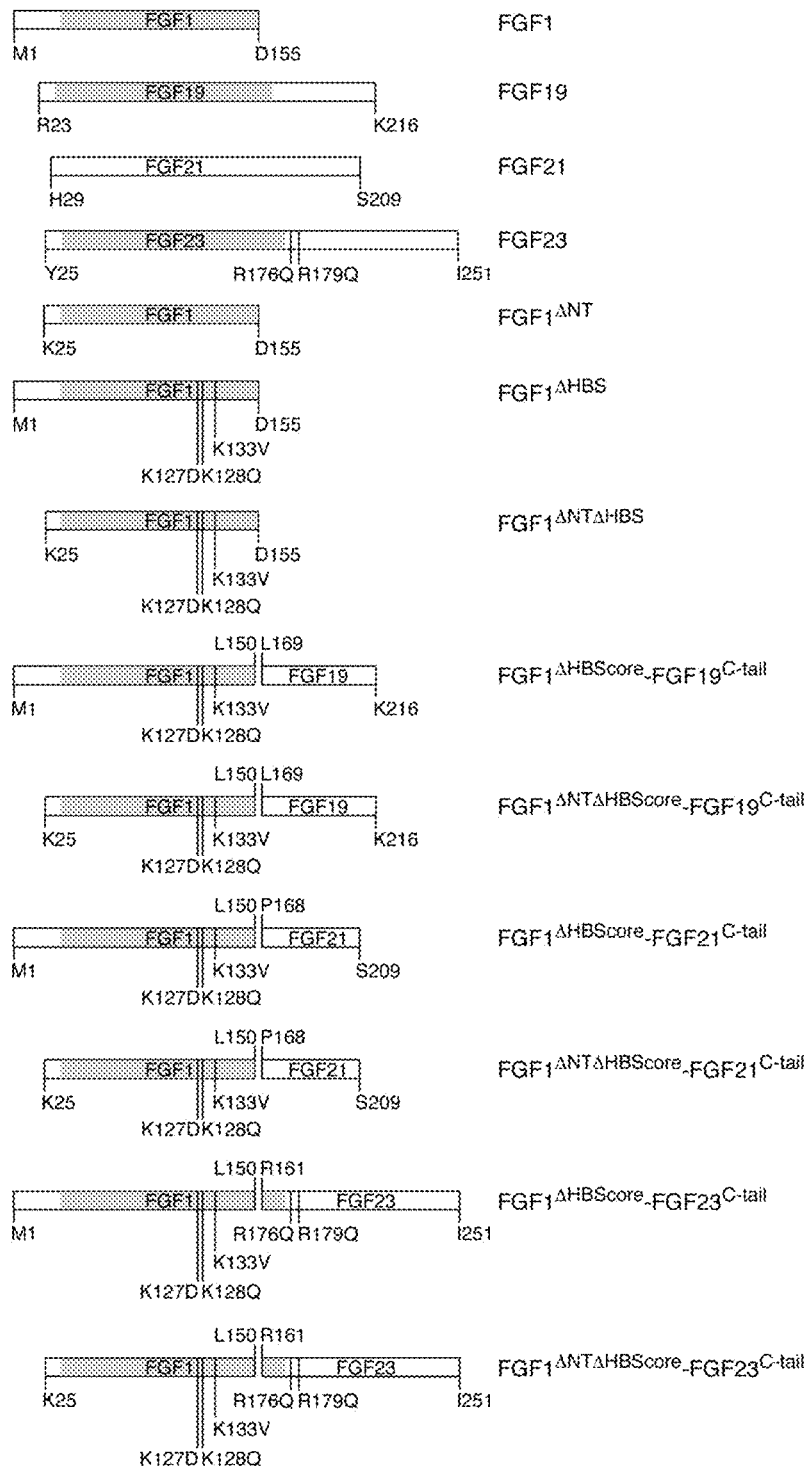 FGF1 FGF1
M1 D155
FGF19 FGF19
R23 K216
FGF21 FGF21
H29 S209
FGF23 FGF23
Y25 R176Q R179Q I251
FGF1 FGF1ΔNT
K25 D155
FGF1 FGF1ΔHBS
M1 D155
K133V
K127D K128Q
FGF1 FGF1ΔNTΔHBS
K25 D155
K133V
K127D K128Q
L150 L169
FGF1 FGF19 FGF1ΔHBScore-FGF19C-tail
M1 K133V K216
K127D K128Q
L150 L169
FGF1 FGF19 FGF1ΔNTΔHBScore-FGF19C-tail
K25 K133V K216
K127D K128Q
L150 P168
FGF1 FGF21 FGF1ΔHBScore-FGF21C-tail
M1 K133V S209
K127D K128Q
L150 P168
FGF1 FGF21 FGF1ΔNTΔHBScore-FGF21C-tail
K25 K133V S209
K127D K128Q
L150 R161
FGF1 FGF23 FGF1ΔHBScore-FGF23C-tail
M1 R176Q R179Q I251
K133V
K127D K128Q
L150 R161
FGF1 FGF23 FGF1ΔNTΔHBScore-FGF23C-tail
K25 R176Q R179Q I251
K133V
K127D K128Q